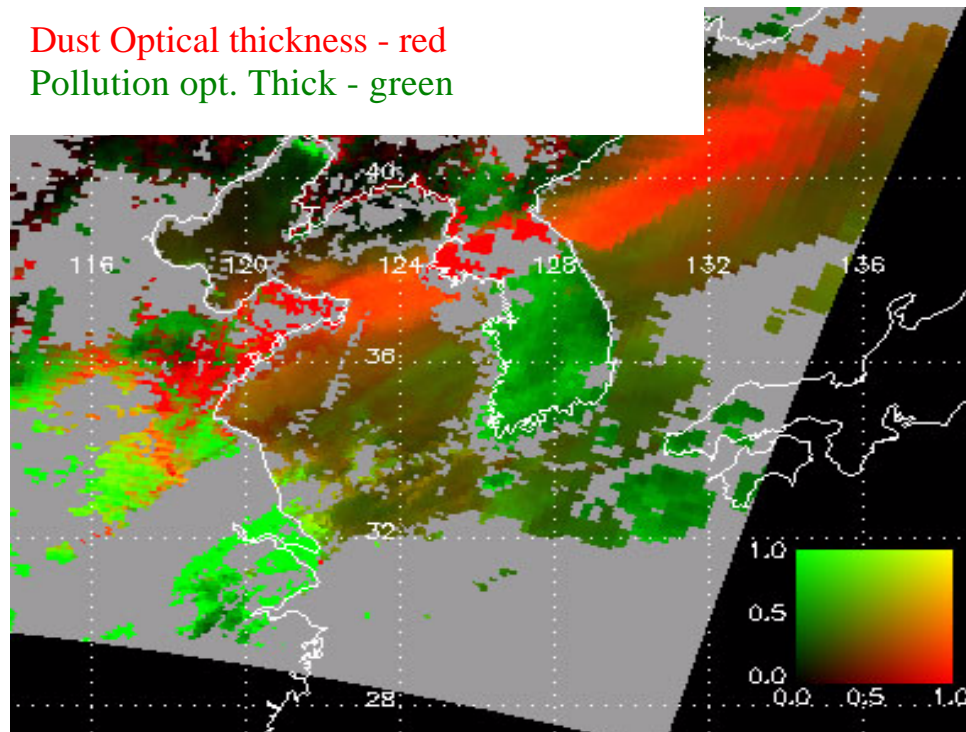 Dust Optical thickness - red
Pollution opt. Thick - green
40
116 120 124 128 132 136
36
32
28
1.0
0.5
0.0
0.0 0.5 1.0